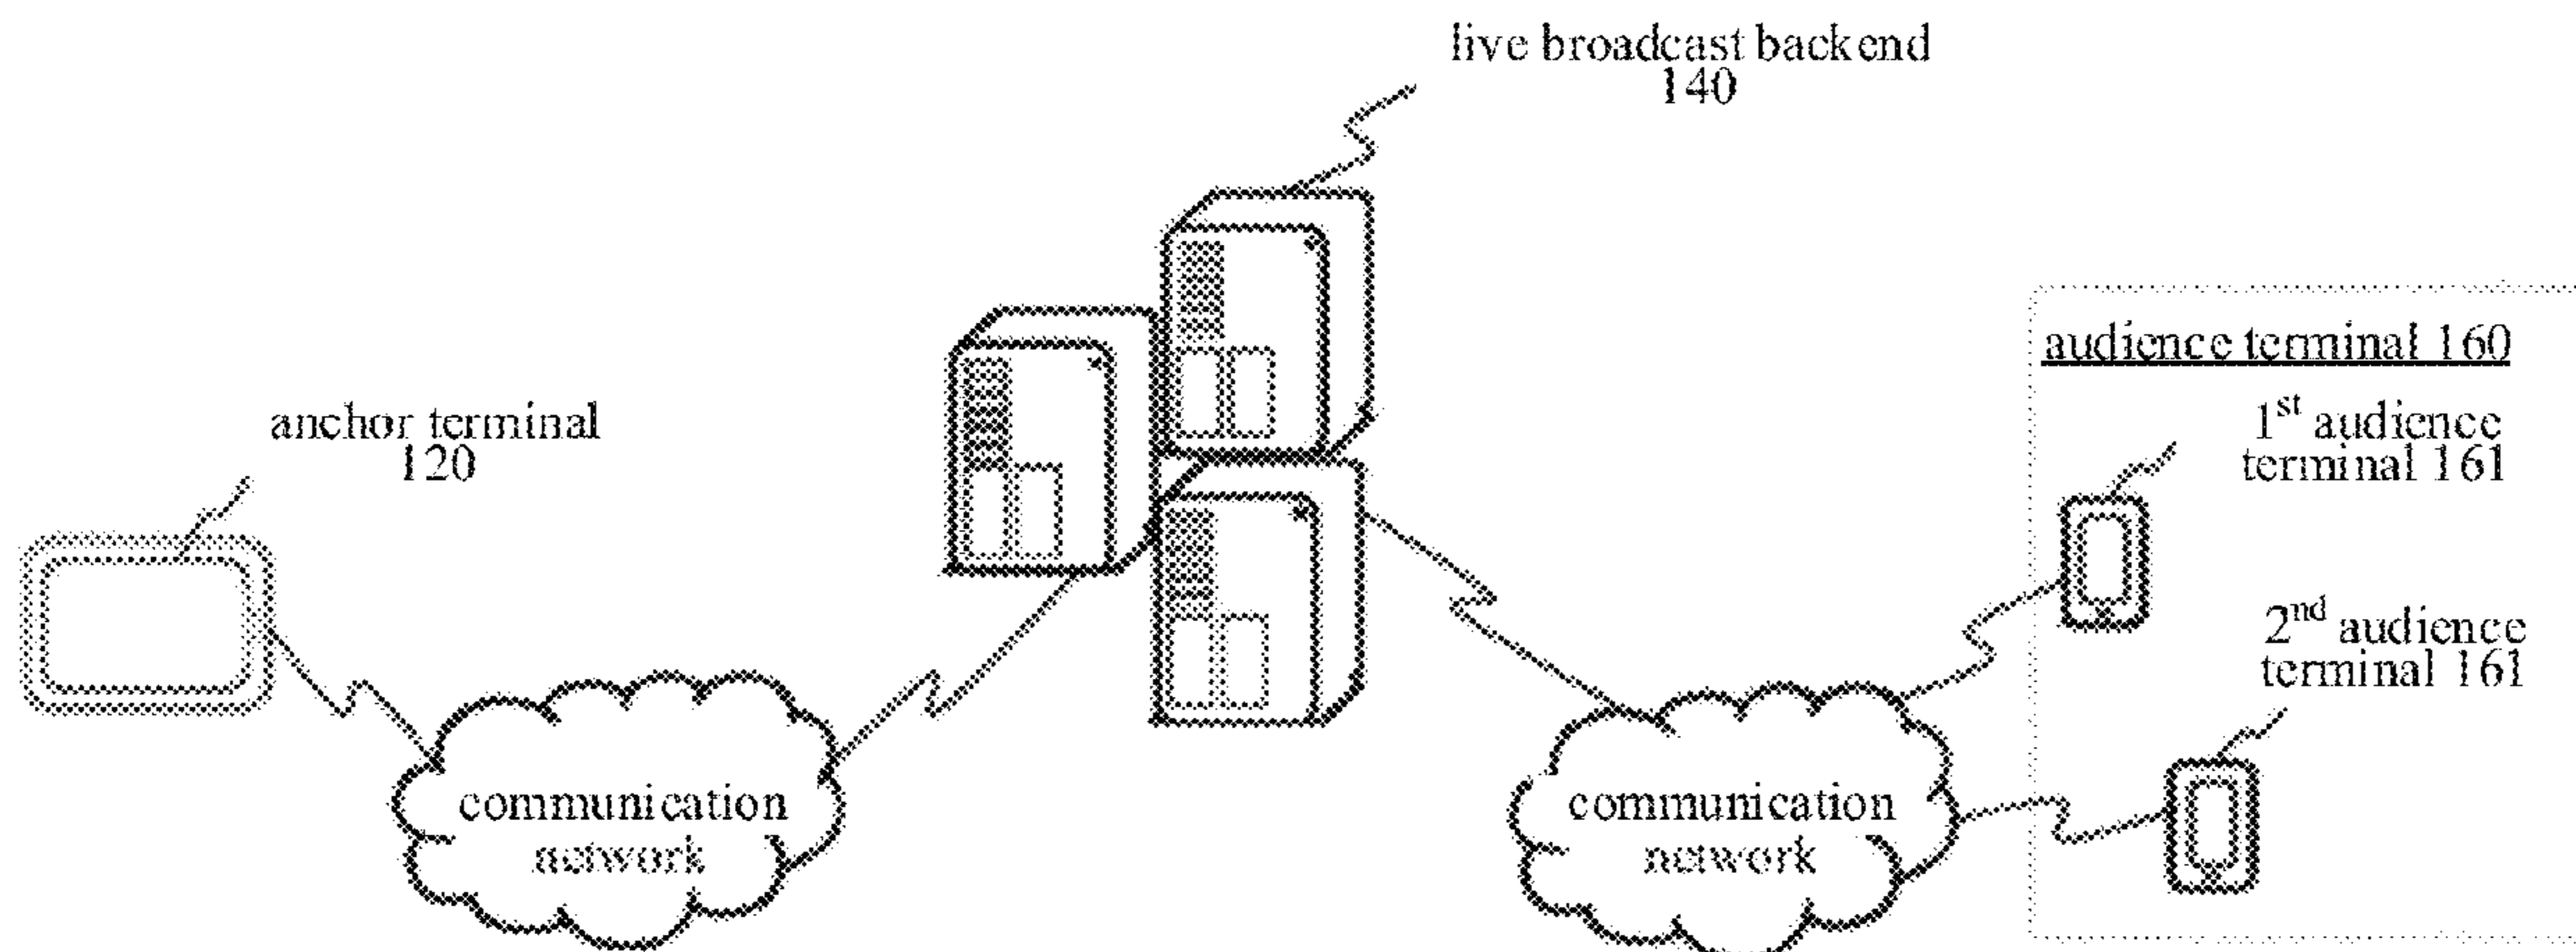 live broadcast backend
140
audience terminal 160
1st audience
terminal 161
anchor terminal
120
2nd audience
terminal 161
communication
network
communication
network